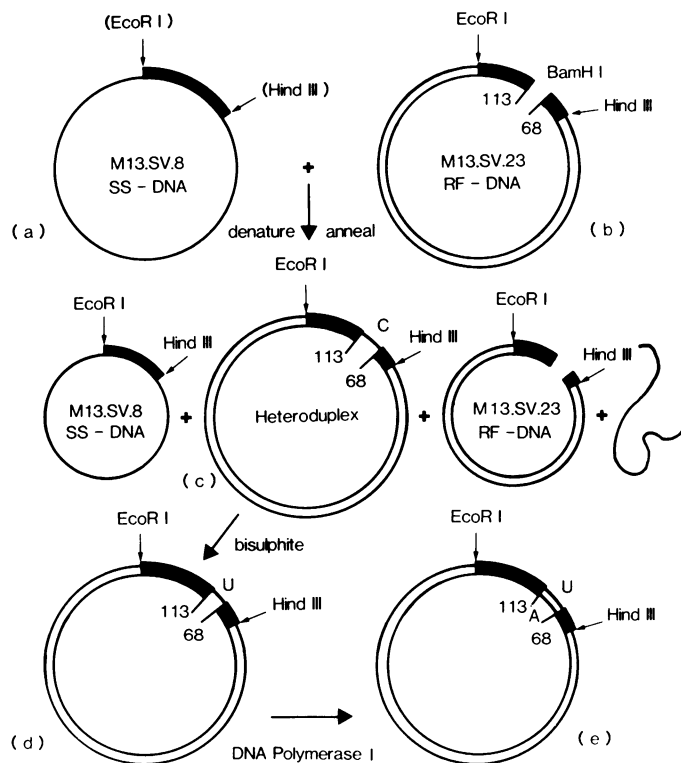 (EcoR I)
(Hind III)
M13.SV.8
SS - DNA
(a)
+
EcoR I
BamH I
113
68
Hind III
M13.SV.23
RF - DNA
(b)
denature anneal
EcoR I
Hind III
M13.SV.8
SS - DNA
+
EcoR I
C
113
68
Hind III
Heteroduplex
(c)
+
EcoR I
Hind III
M13.SV.23
RF - DNA
+
bisulphite
EcoR I
U
113
68
Hind III
(d)
DNA Polymerase I
EcoR I
U
113
A
68
Hind III
(e)